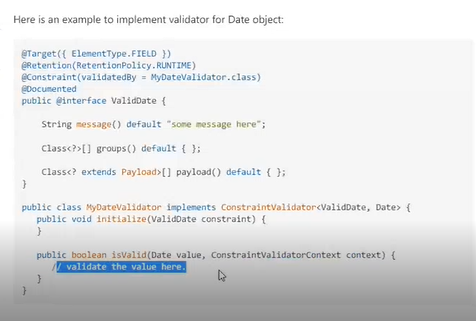 Here is an example to implement validator for Date object:
@Target({ ElementType.FIELD })
@Retention(RetentionPolicy.RUNTIME)
@Constraint(validatedBy = MyDateValidator.class)
@Documented
public @interface ValidDate {
String message() default "some message here";
Class<?>[] groups() default { };
Class<? extends Payload>[] payload() default { };
}
public class MyDateValidator implements ConstraintValidator<ValidDate, Date> {
public void initialize(ValidDate constraint) {
}
public boolean isValid(Date value, ConstraintValidatorContext context) {
// validate the value here.
}
}